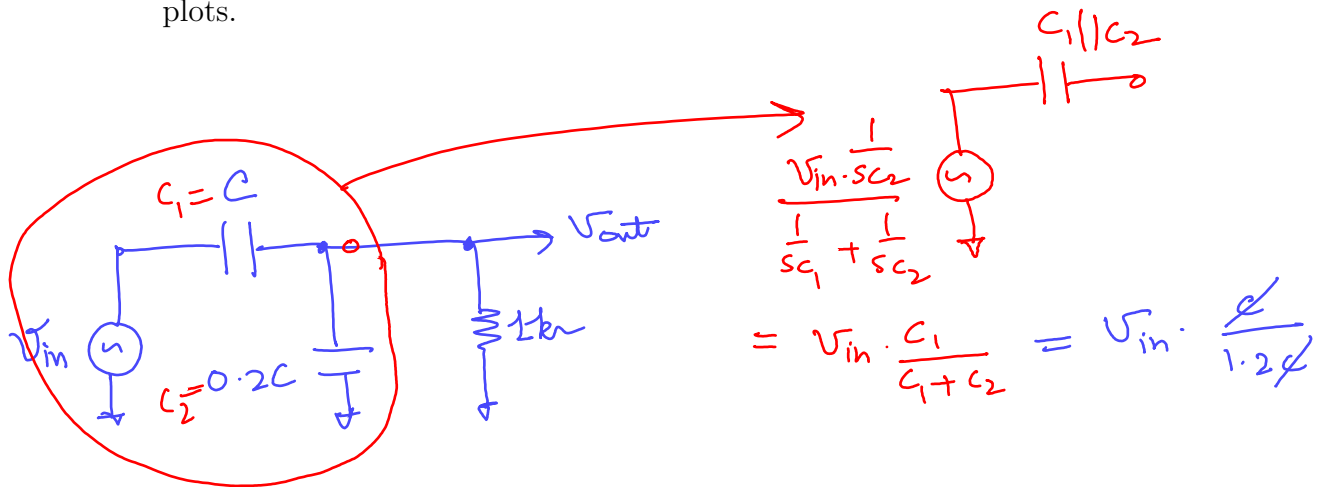 plots.
C₁||C₂
C₁ = C
Vin · 1/sC₂
1/sC₁ + 1/sC₂
Vout
Vin
C₂ = 0.2C
1k
= Vin · C₁/(C₁ + C₂) = Vin · C/1.2C